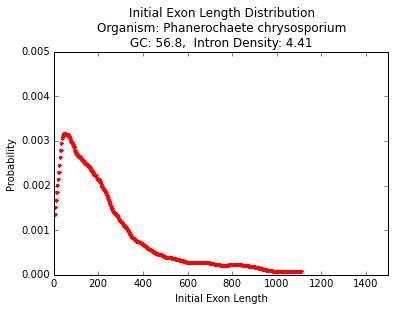 Initial Exon Length Distribution
Organism: Phanerochaete chrysosporium
GC: 56.8,  Intron Density: 4.41
0.005
0.004
0.003
0.002
0.001
0.000
Probability
0 200 400 600 800 1000 1200 1400
Initial Exon Length